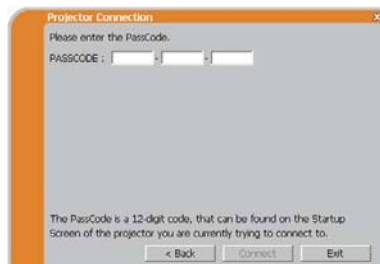 Projector Connection x
Please enter the PassCode.
PASSCODE : - -
The PassCode is a 12-digit code, that can be found on the Startup
Screen of the projector you are currently trying to connect to.
< Back Connect Exit